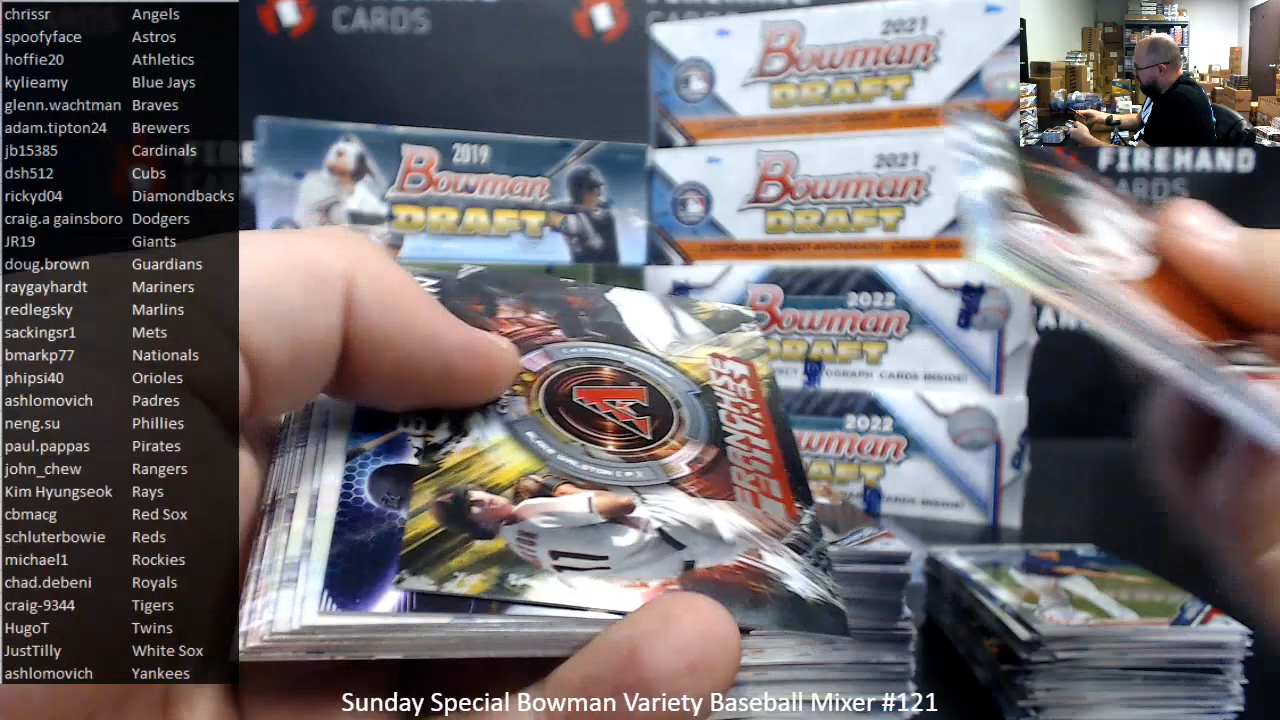 chrissr Angels
spoofyface Astros
hoffie20 Athletics
kylieamy Blue Jays
glenn.wachtman Braves
adam.tipton24 Brewers
jb15385 Cardinals
dsh512 Cubs
rickyd04 Diamondbacks
craig.a gainsboro Dodgers
JR19 Giants
doug.brown Guardians
raygayhardt Mariners
redlegsky Marlins
sackingsr1 Mets
bmarkp77 Nationals
phipsi40 Orioles
ashlomovich Padres
neng.su Phillies
paul.pappas Pirates
john_chew Rangers
Kim Hyungseok Rays
cbmacg Red Sox
schluterbowie Reds
michael1 Rockies
chad.debeni Royals
craig-9344 Tigers
HugoT Twins
JustTilly White Sox
ashlomovich Yankees
CARDS
2021
Bowman
DRAFT
2019
Bowman
DRAFT
2021
Bowman
DRAFT
FIREHAND
CARDS
2022
Bowman
DRAFT
CARDS INSIDE!
2022
FRANCHISE
FEATURES
11
Sunday Special Bowman Variety Baseball Mixer #121